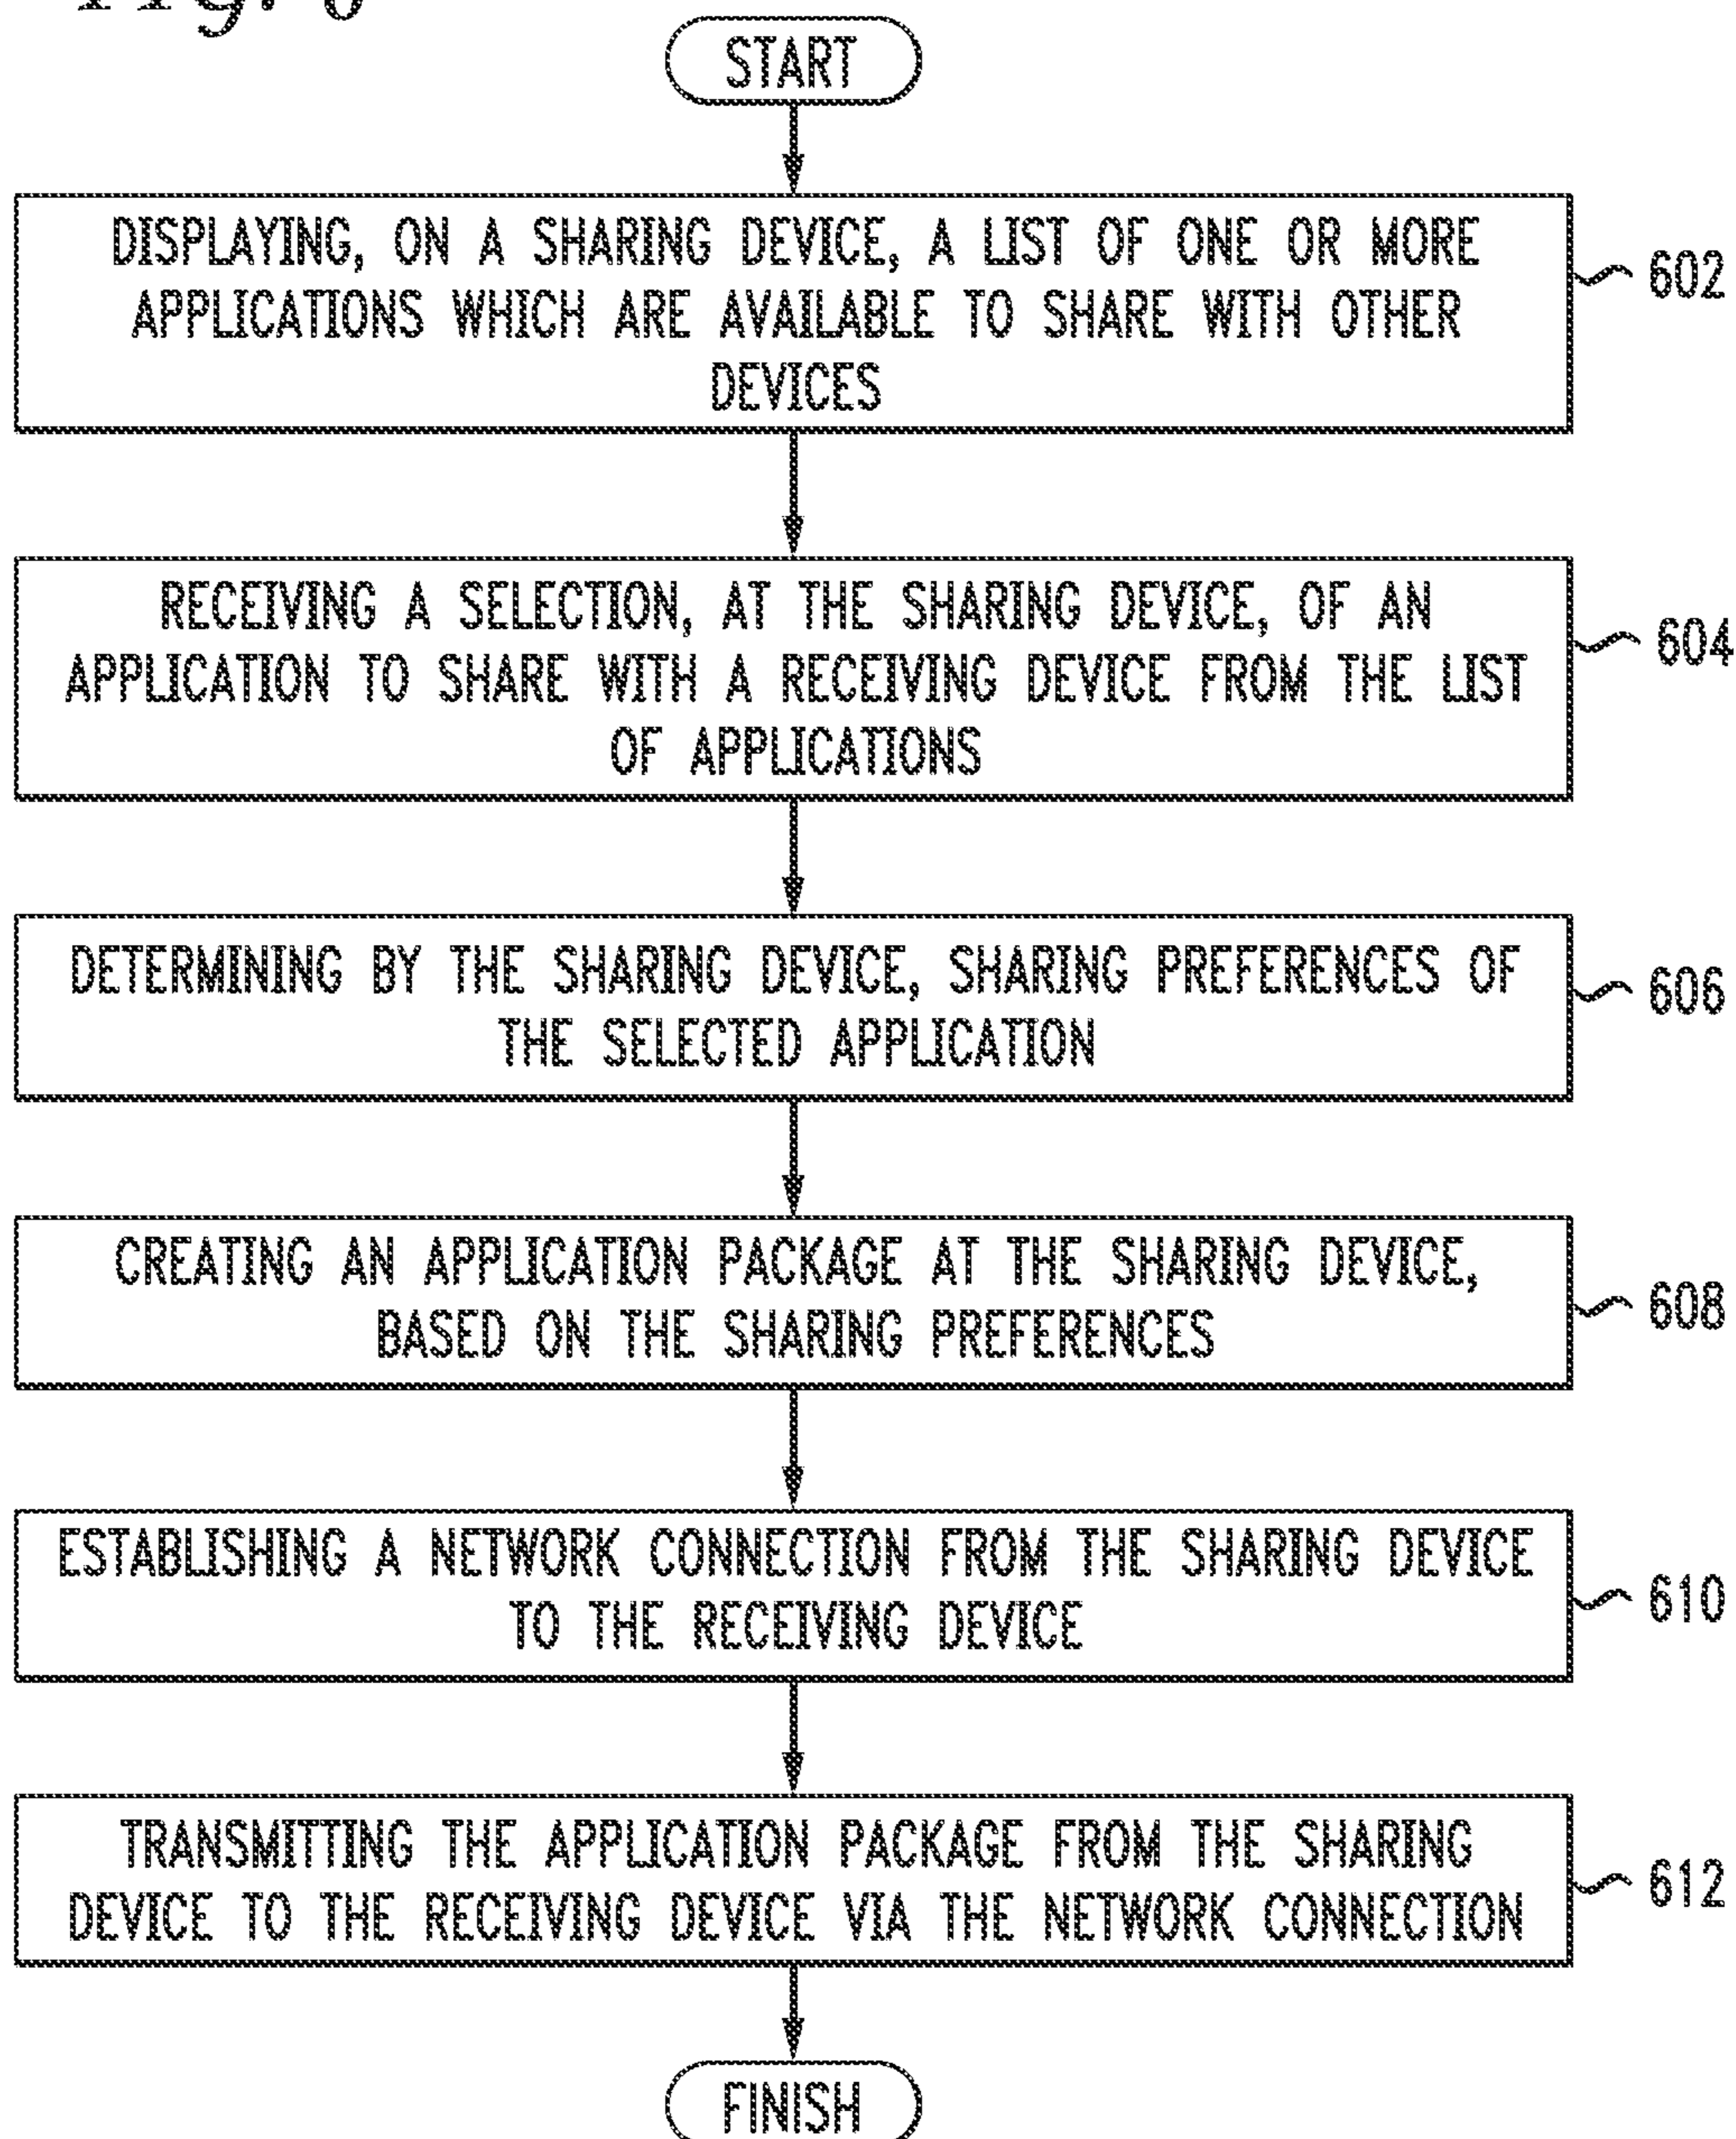 Fig. 6
START
DISPLAYING, ON A SHARING DEVICE, A LIST OF ONE OR MORE
APPLICATIONS WHICH ARE AVAILABLE TO SHARE WITH OTHER
DEVICES
602
RECEIVING A SELECTION, AT THE SHARING DEVICE, OF AN
APPLICATION TO SHARE WITH A RECEIVING DEVICE FROM THE LIST
OF APPLICATIONS
604
DETERMINING BY THE SHARING DEVICE, SHARING PREFERENCES OF
THE SELECTED APPLICATION
606
CREATING AN APPLICATION PACKAGE AT THE SHARING DEVICE,
BASED ON THE SHARING PREFERENCES
608
ESTABLISHING A NETWORK CONNECTION FROM THE SHARING DEVICE
TO THE RECEIVING DEVICE
610
TRANSMITTING THE APPLICATION PACKAGE FROM THE SHARING
DEVICE TO THE RECEIVING DEVICE VIA THE NETWORK CONNECTION
612
FINISH